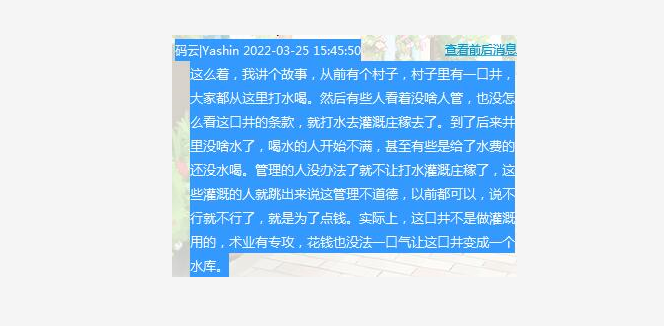 码云|Yashin 2022-03-25 15:45:50 查看前后消息
这么着，我讲个故事，从前有个村子，村子里有一口井，
大家都从这里打水喝。然后有些人看着没啥人管，也没怎
么看这口井的条款，就打水去灌溉庄稼去了。到了后来井
里没啥水了，喝水的人开始不满，甚至有些是给了水费的
还没水喝。管理的人没办法了就不让打水灌溉庄稼了，这
些灌溉的人就跳出来说这管理不道德，以前都可以，说不
行就不行了，就是为了点钱。实际上，这口井不是做灌溉
用的，术业有专攻，花钱也没法一口气让这口井变成一个
水库。